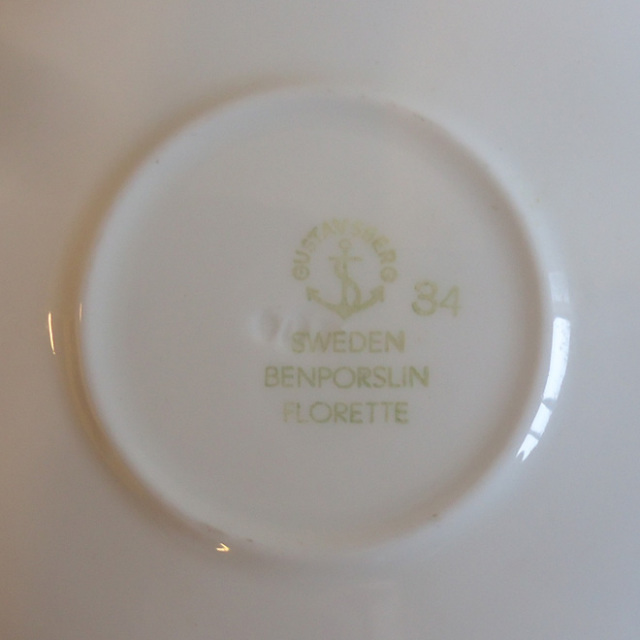 GUSTAVSBERG
34
SWEDEN
BENPORSLIN
FLORETTE